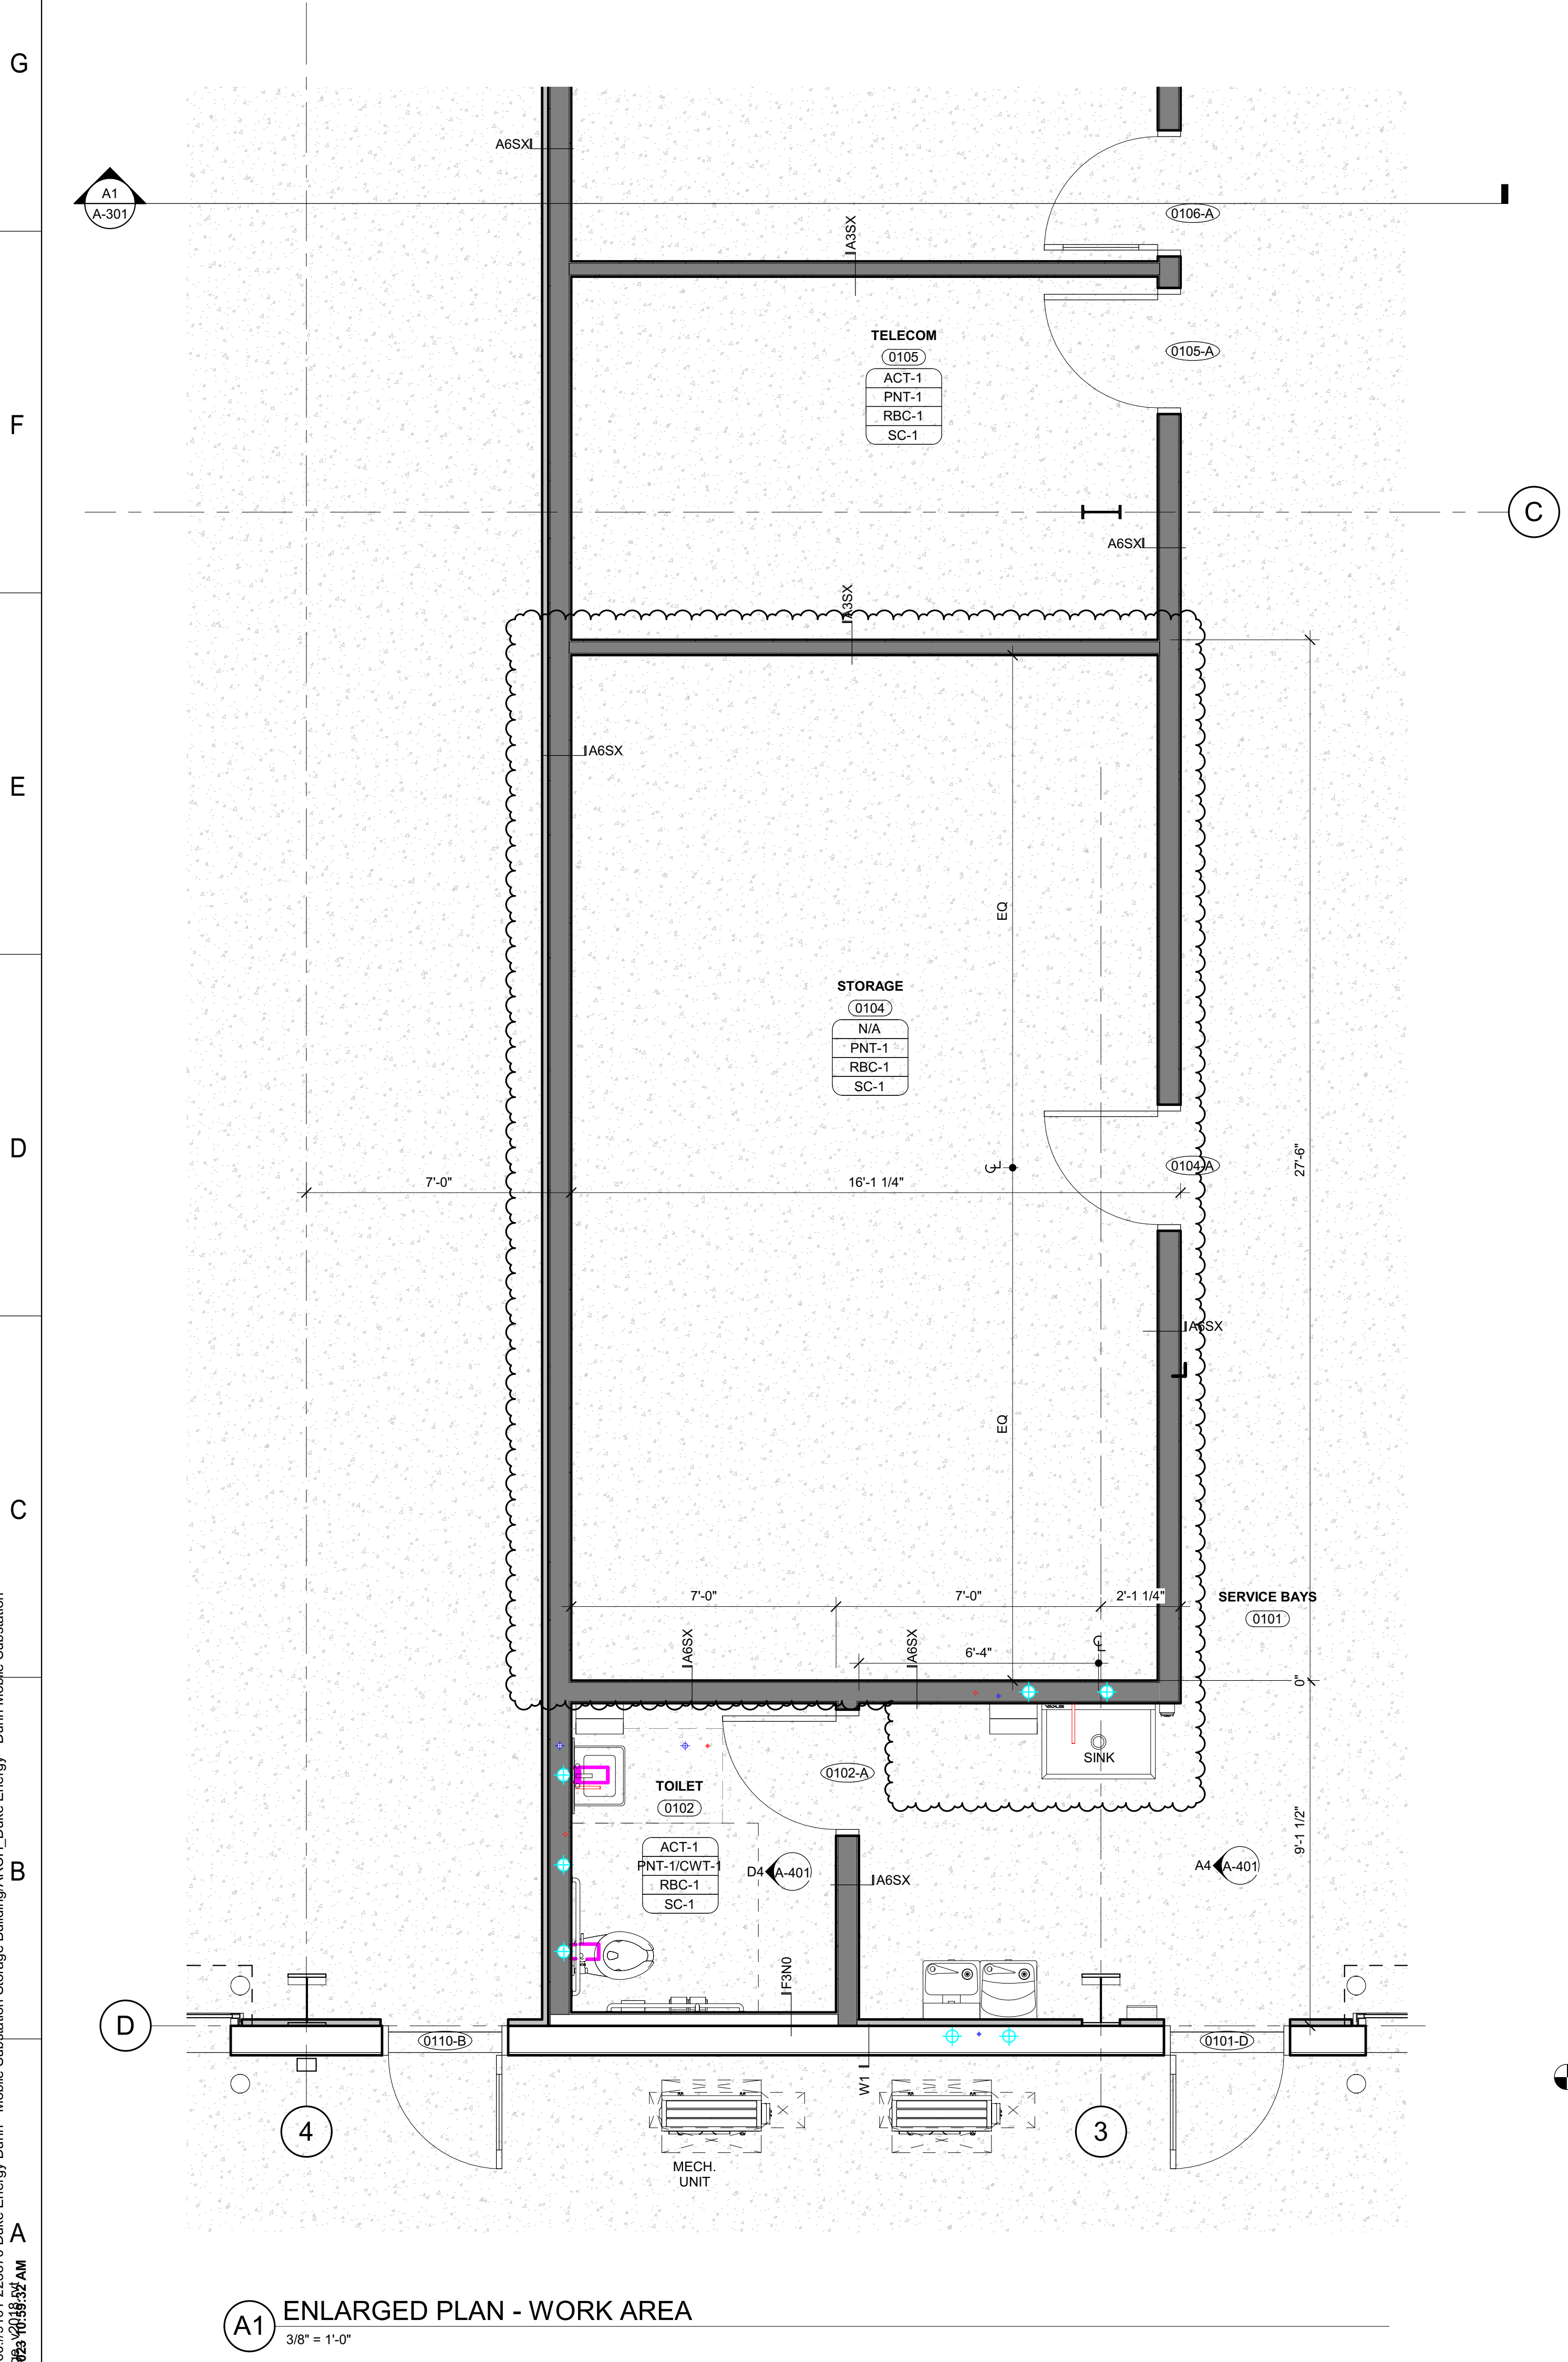 G
A6SX
A1
A-301
0106-A
A3SX
TELECOM
0105
ACT-1
PNT-1
RBC-1
SC-1
0105-A
F
C
A6SX
A3SX
A6SX
E
EQ
STORAGE
0104
N/A
PNT-1
RBC-1
SC-1
D
0104-A
27'-6"
7'-0"
16'-1 1/4"
A6SX
EQ
C
7'-0"
7'-0"
2'-1 1/4"
SERVICE BAYS
0101
A6SX
A6SX
6'-4"
0"
SINK
0102-A
TOILET
0102
9'-1 1/2"
ACT-1
PNT-1/CWT-1
RBC-1
SC-1
D4
A-401
A4
A-401
B
A6SX
F3N0
D
0110-B
0101-D
W1
4
3
MECH.
UNIT
A
A1
ENLARGED PLAN - WORK AREA
3/8" = 1'-0"
023 10:59:32 AM